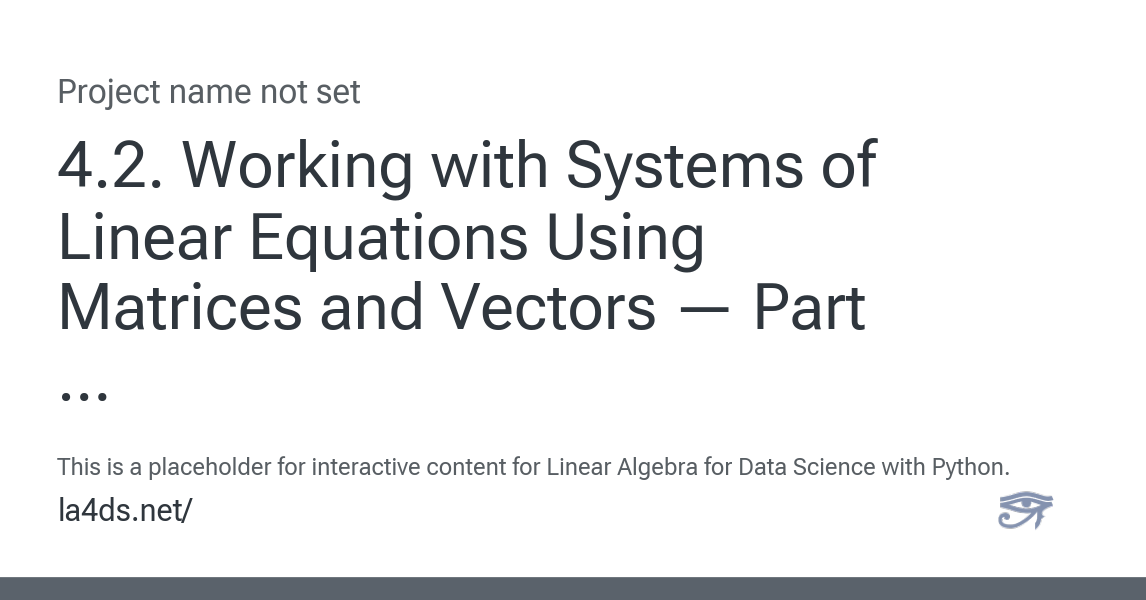 Project name not set
4.2. Working with Systems of
Linear Equations Using
Matrices and Vectors — Part
...
This is a placeholder for interactive content for Linear Algebra for Data Science with Python.
la4ds.net/